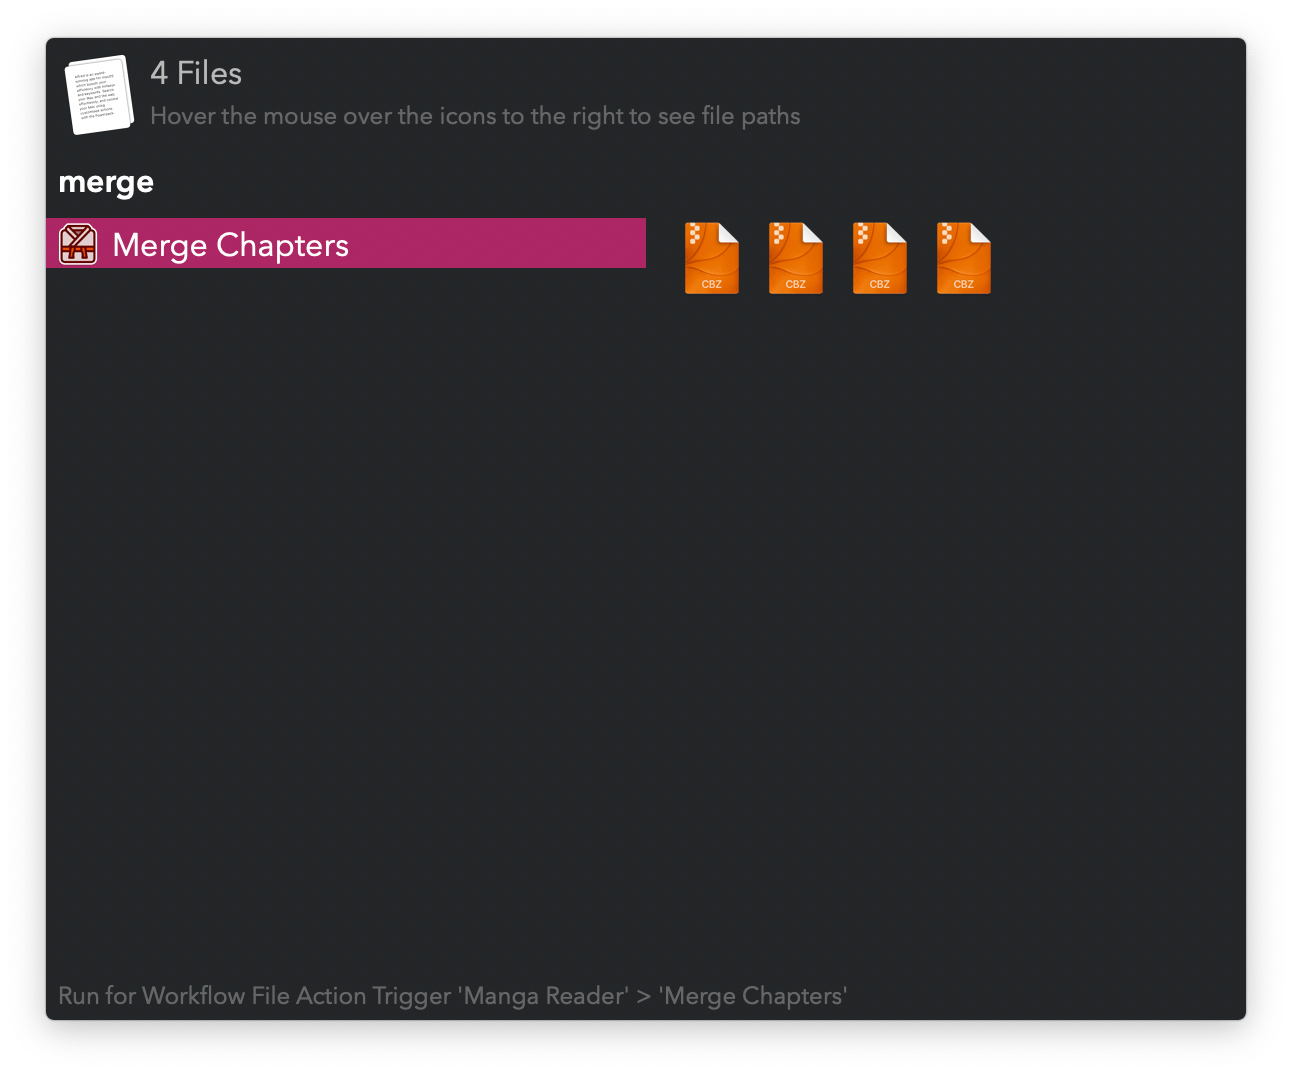 4 Files
Hover the mouse over the icons to the right to see file paths
merge
Merge Chapters
CBZ CBZ CBZ CBZ
Run for Workflow File Action Trigger 'Manga Reader' > 'Merge Chapters'